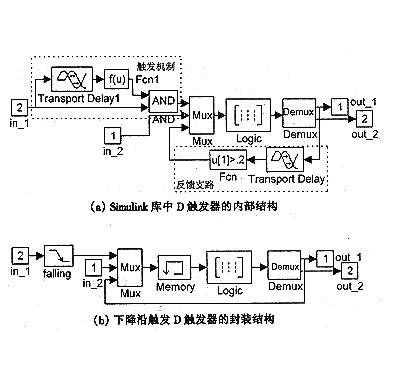 触发机制
f(u)
Fcn1
Transport Delay1
AND
AND
2
in_1
1
in_2
Mux
Mux
Logic
Demux
Demux
1
out_1
2
out_2
u[1]>.2
Fcn
Transport Delay
反馈支路
(a) Simulink 库中 D 触发器的内部结构
2
in_1
falling
1
in_2
Mux
Mux
Memory
Logic
Demux
Demux
1
out_1
2
out_2
(b) 下降沿触发 D 触发器的封装结构